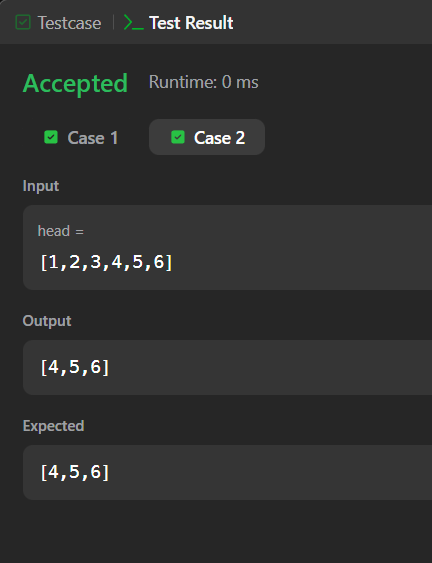 Testcase | Test Result
Accepted Runtime: 0 ms
Case 1 Case 2
Input
head =
[1,2,3,4,5,6]
Output
[4,5,6]
Expected
[4,5,6]